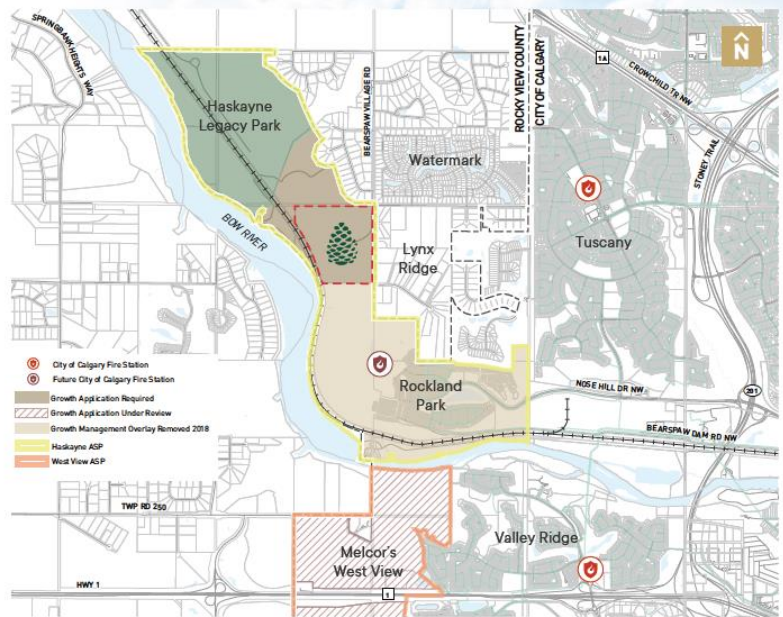 SPRINGBANK HEIGHTS WAY
Haskayne
Legacy Park
BEARSPAW VILLAGE RD
ROCKY VIEW COUNTY
CITY OF CALGARY
1A
CROWCHILD TR NW
N
STONEY TRAIL
Watermark
BOW RIVER
Lynx
Ridge
Tuscany
City of Calgary Fire Station
Future City of Calgary Fire Station
Growth Application Required
Growth Application Under Review
Growth Management Overlay Removed 2018
Haskayne ASP
West View ASP
Rockland
Park
NOSE HILL DR NW
201
BEARSPAW DAM RD NW
TWP RD 250
Melcor's
West View
Valley Ridge
HWY 1
1